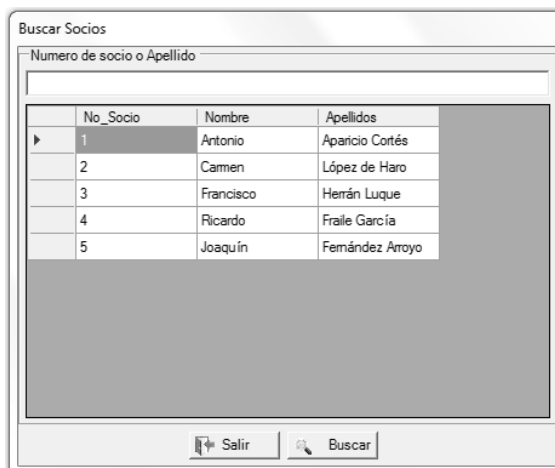 Buscar Socios
Numero de socio o Apellido
No_Socio Nombre Apellidos
1 Antonio Aparicio Cortés
2 Carmen López de Haro
3 Francisco Herrán Luque
4 Ricardo Fraile García
5 Joaquín Fernández Arroyo
Salir Buscar